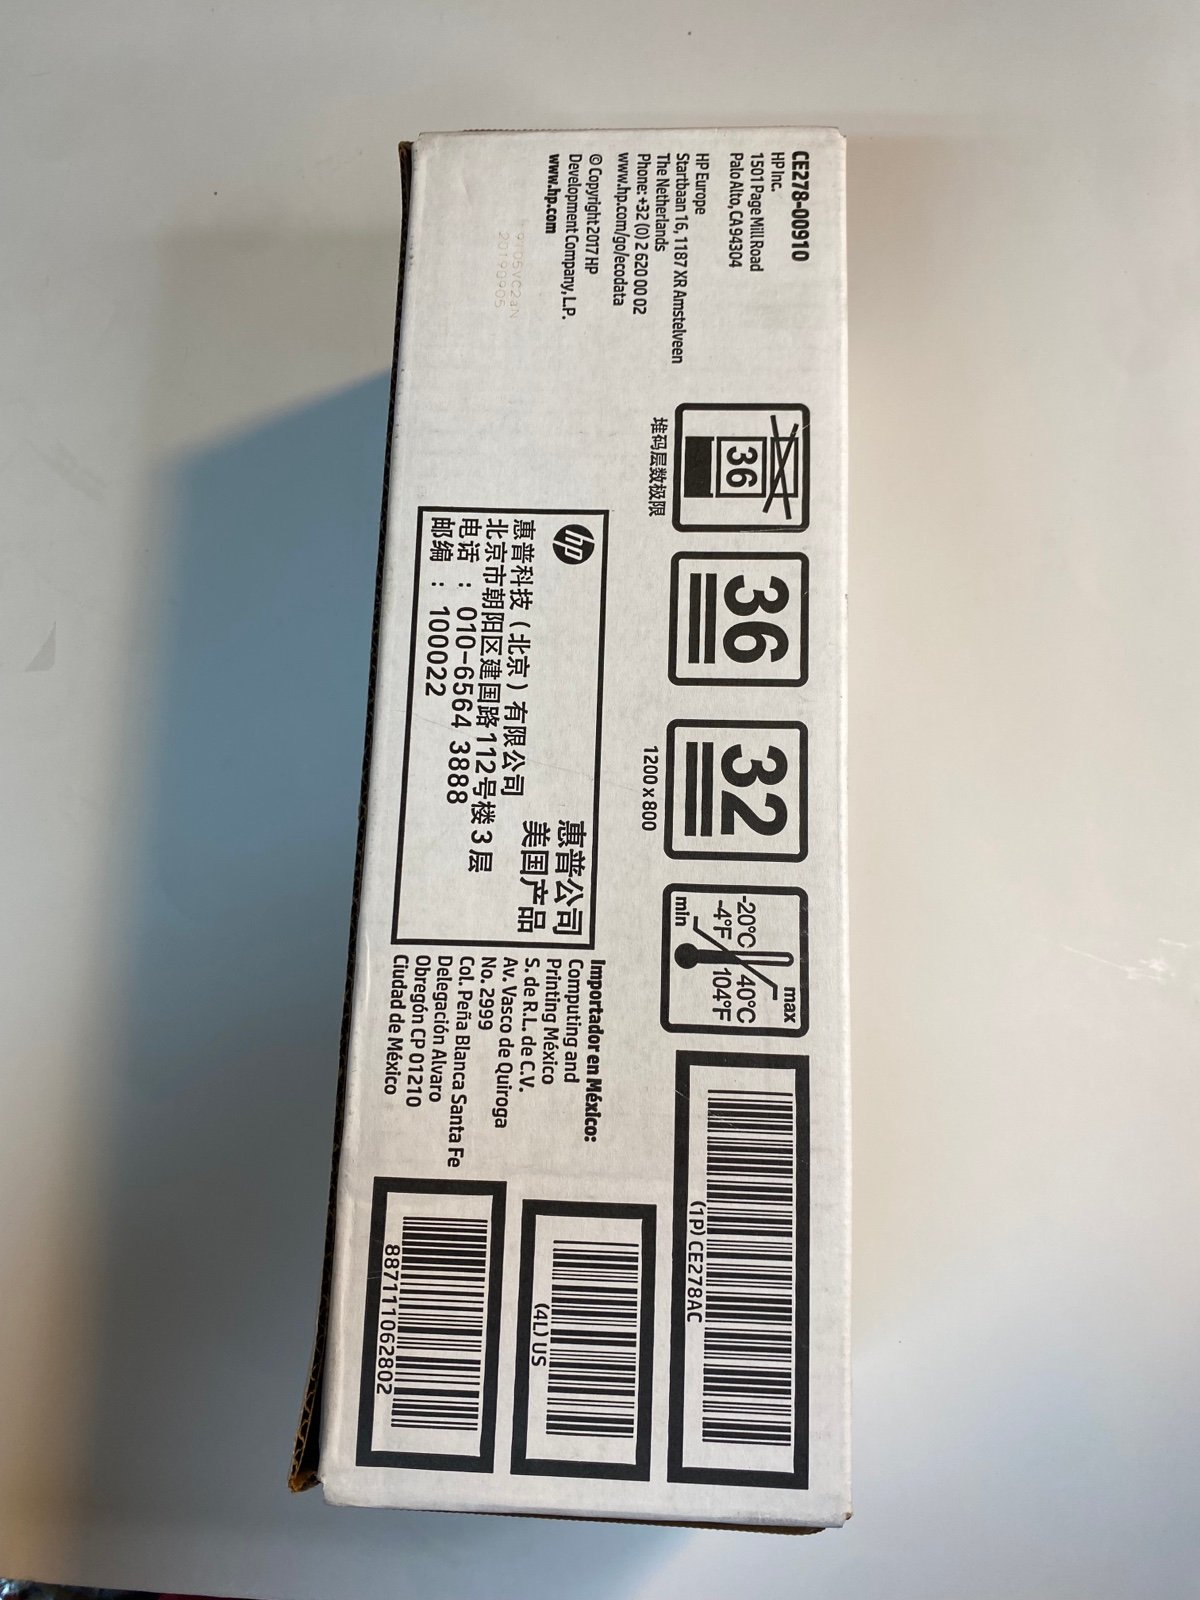 CE278-00910
HP Inc.
1501 Page Mill Road
Palo Alto, CA 94304
HP Europe
Startbaan 16, 1187 XR Amstelveen
The Netherlands
Phone: +32 (0) 2 620 00 02
www.hp.com/go/ecodata
© Copyright 2017 HP
Development Company, L.P.
www.hp.com
20190905
36
堆码层数极限
36
32
1200 x 800
max
-20°C
40°C
-4°F
104°F
min
hp
惠普公司
美国产品
惠普科技（北京）有限公司
北京市朝阳区建国路112号楼3层
电话：010-6564 3888
邮编：100022
Importador en México:
Computing and
Printing México
S. de R.L. de C.V.
Av. Vasco de Quiroga
No. 2999
Col. Peña Blanca Santa Fe
Delegación Alvaro
Obregón CP 01210
Ciudad de México
(1P) CE278AC
(4L) US
887111062802